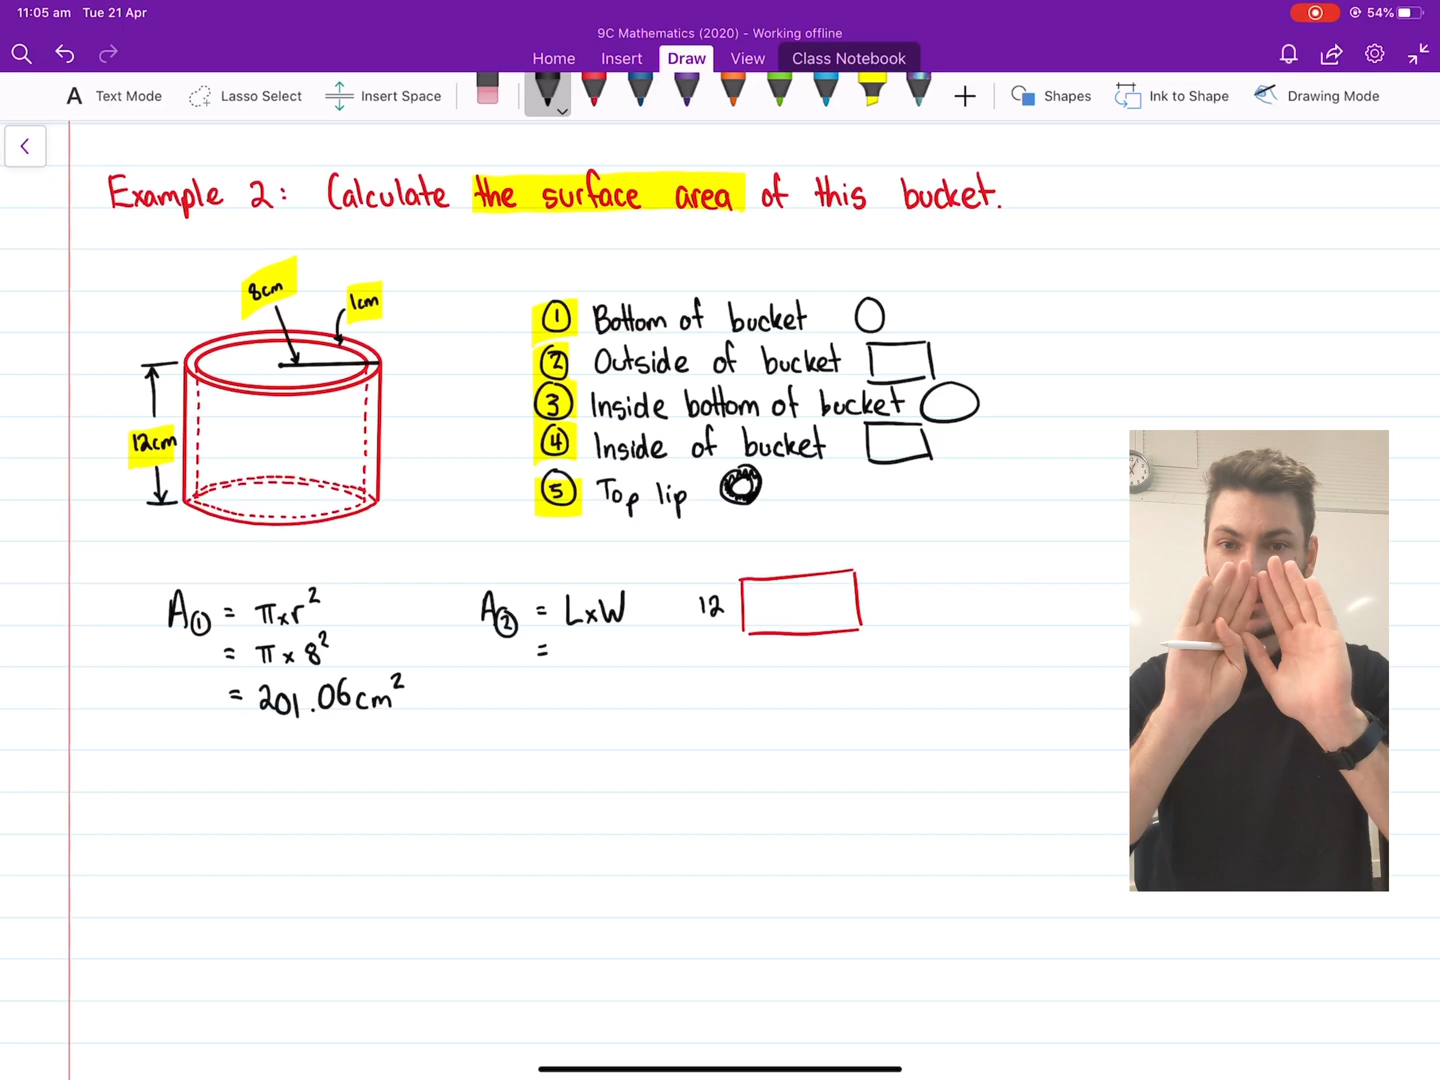 11:05 am Tue 21 Apr
54%
9C Mathematics (2020) - Working offline
Home Insert Draw View Class Notebook
A Text Mode Lasso Select Insert Space Shapes Ink to Shape Drawing Mode
Example 2: Calculate the surface area of this bucket.
8cm
1cm
12cm
① Bottom of bucket
② Outside of bucket
③ Inside bottom of bucket
④ Inside of bucket
⑤ Top lip
A① = π x r²
= π x 8²
= 201.06cm²
A② = L x W
=
12